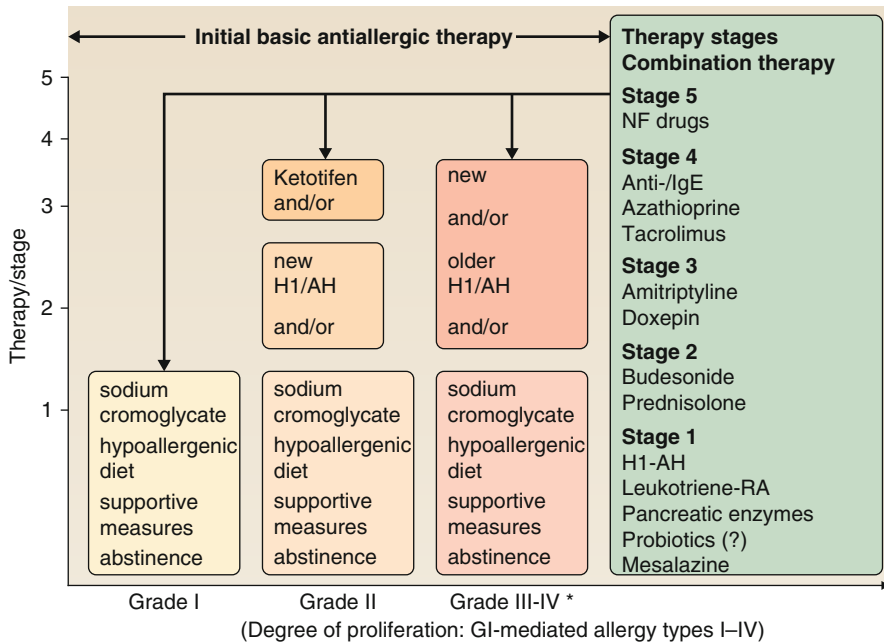 Initial basic antiallergic therapy
Therapy stages
Combination therapy
Stage 5
NF drugs
Stage 4
Anti-/IgE
Azathioprine
Tacrolimus
Stage 3
Amitriptyline
Doxepin
Stage 2
Budesonide
Prednisolone
Stage 1
H1-AH
Leukotriene-RA
Pancreatic enzymes
Probiotics (?)
Mesalazine
Therapy/stage
5
4
3
2
1
sodium
cromoglycate
hypoallergenic
diet
supportive
measures
abstinence
Ketotifen
and/or
new
H1/AH
and/or
sodium
cromoglycate
hypoallergenic
diet
supportive
measures
abstinence
new
and/or
older
H1/AH
and/or
sodium
cromoglycate
hypoallergenic
diet
supportive
measures
abstinence
Grade I
Grade II
Grade III-IV *
(Degree of proliferation: GI-mediated allergy types I–IV)